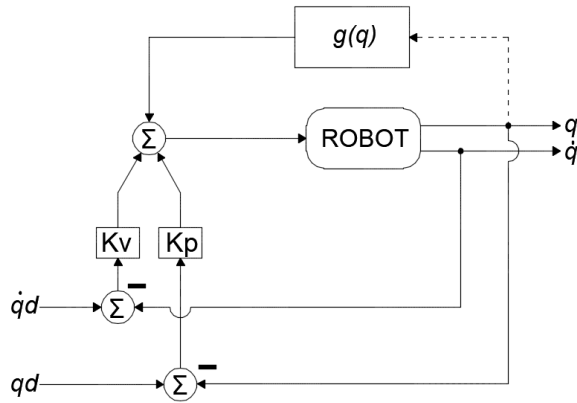 g(q)
Σ
ROBOT
q
q̇
Kv
Kp
q̇d
Σ
−
qd
Σ
−